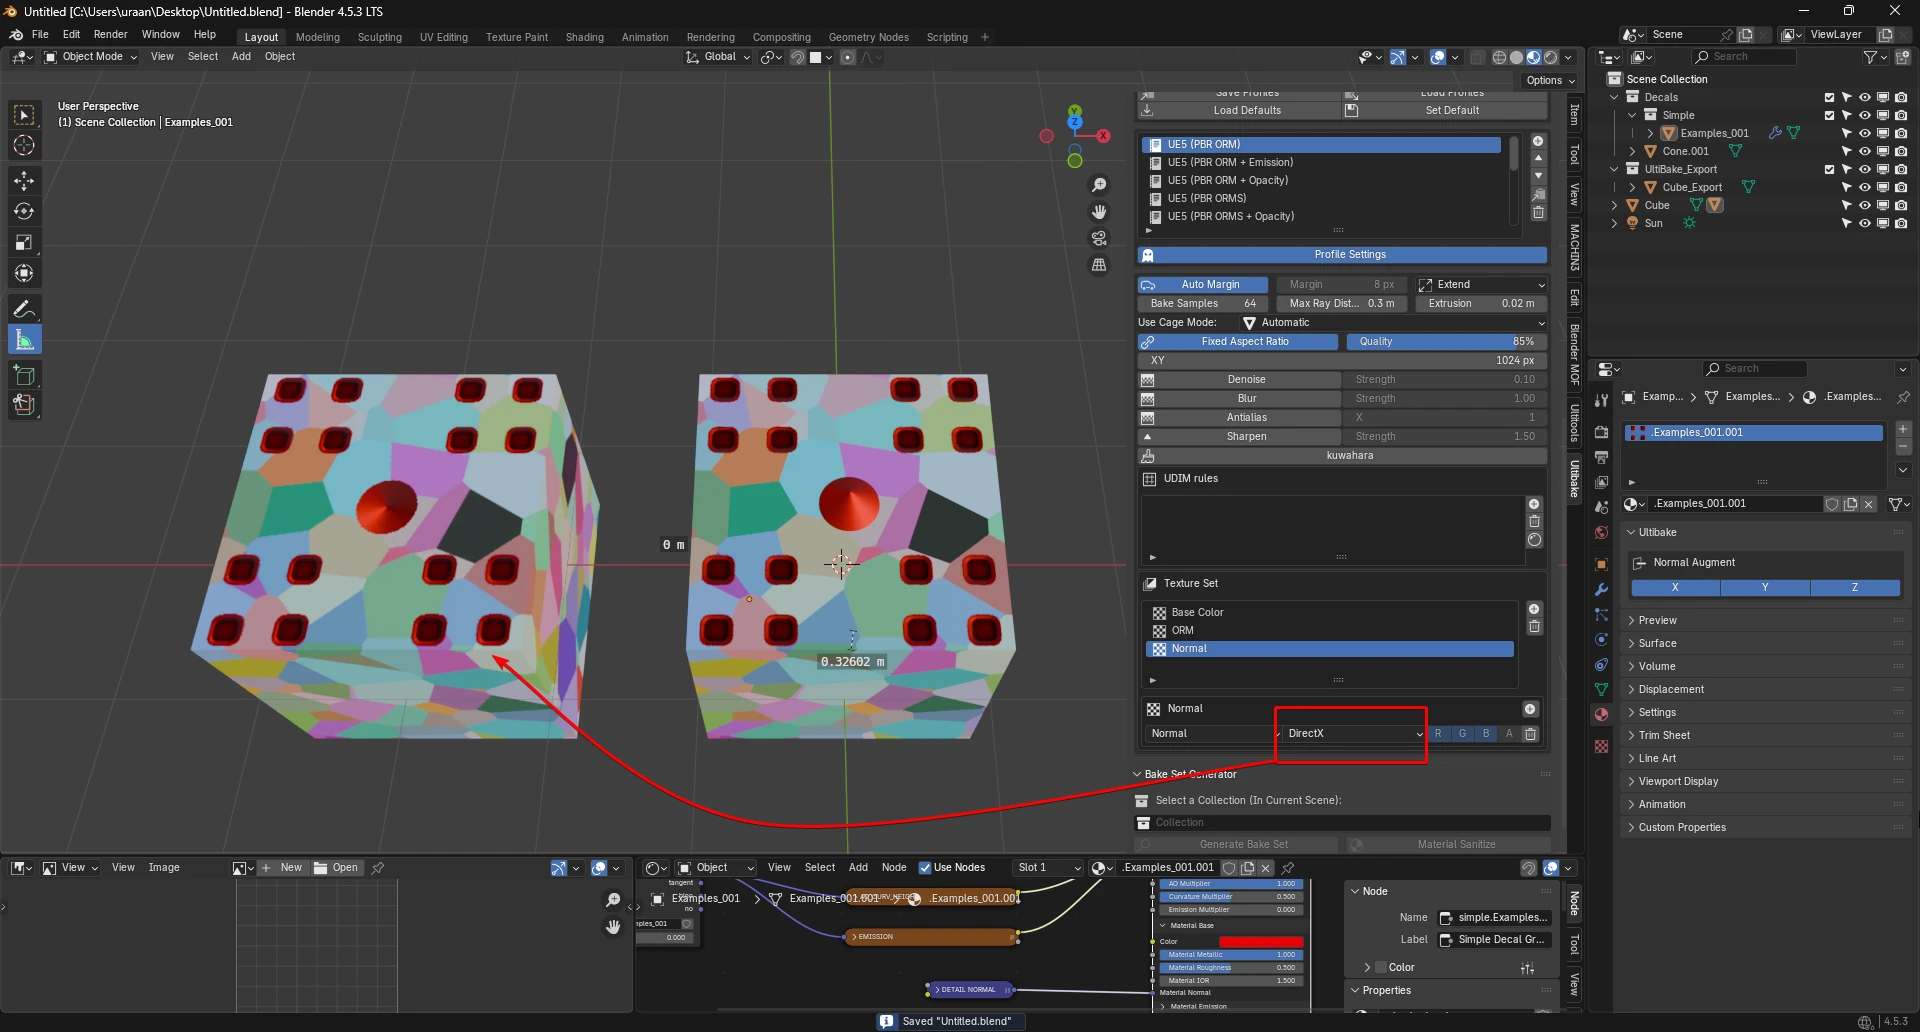 Untitled [C:\Users\uraan\Desktop\Untitled.blend] - Blender 4.5.3 LTS
File Edit Render Window Help
Layout Modeling Sculpting UV Editing Texture Paint Shading Animation Rendering Compositing Geometry Nodes Scripting +
Scene
ViewLayer
Object Mode View Select Add Object
Global
Options
User Perspective
(1) Scene Collection | Examples_001
Y
Z
X
0 m
0.32602 m
Save Profiles Load Profiles
Load Defaults Set Default
UE5 (PBR ORM)
UE5 (PBR ORM + Emission)
UE5 (PBR ORM + Opacity)
UE5 (PBR ORMS)
UE5 (PBR ORMS + Opacity)
Profile Settings
Auto Margin Margin 8 px Extend
Bake Samples 64 Max Ray Dist... 0.3 m Extrusion 0.02 m
Use Cage Mode: Automatic
Fixed Aspect Ratio Quality 85%
XY 1024 px
Denoise Strength 0.10
Blur Strength 1.00
Antialias X 1
Sharpen Strength 1.50
kuwahara
UDIM rules
Texture Set
Base Color
ORM
Normal
Normal
Normal DirectX R G B A
Bake Set Generator
Select a Collection (In Current Scene):
Collection
Generate Bake Set Material Sanitize
Item
Tool
View
MACHIN3
Edit
Blender MOF
Ultitools
Ultibake
Search
Scene Collection
Decals
Simple
Examples_001
Cone.001
UltiBake_Export
Cube_Export
Cube
Sun
Search
Examp... Examples... .Examples...
.Examples_001.001
.Examples_001.001
Ultibake
Normal Augment
X Y Z
Preview
Surface
Volume
Displacement
Settings
Trim Sheet
Line Art
Viewport Display
Animation
Custom Properties
View View Image New Open
Object View Select Add Node Use Nodes Slot 1 .Examples_001.001
tangent
Examples_001 .Examples_001.001
0.000
EMISSION
DETAIL NORMAL
AO Multiplier 1.000
Curvature Multiplier 0.500
Emission Multiplier 0.000
Material Base
Color
Material Metallic 1.000
Material Roughness 0.500
Material IOR 1.500
Material Normal
Material Emission
Node
Name simple.Examples...
Label Simple Decal Gr...
Color
Properties
Node
Tool
View
Saved "Untitled.blend"
4.5.3